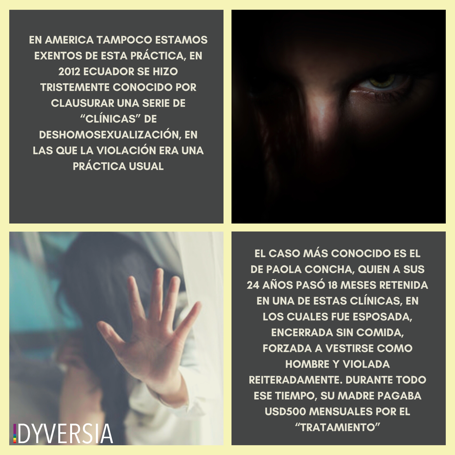 EN AMERICA TAMPOCO ESTAMOS
EXENTOS DE ESTA PRÁCTICA, EN
2012 ECUADOR SE HIZO
TRISTEMENTE CONOCIDO POR
CLAUSURAR UNA SERIE DE
“CLÍNICAS” DE
DESHOMOSEXUALIZACIÓN, EN
LAS QUE LA VIOLACIÓN ERA UNA
PRÁCTICA USUAL
EL CASO MÁS CONOCIDO ES EL
DE PAOLA CONCHA, QUIEN A SUS
24 AÑOS PASÓ 18 MESES RETENIDA
EN UNA DE ESTAS CLÍNICAS, EN
LOS CUALES FUE ESPOSADA,
ENCERRADA SIN COMIDA,
FORZADA A VESTIRSE COMO
HOMBRE Y VIOLADA
REITERADAMENTE. DURANTE TODO
ESE TIEMPO, SU MADRE PAGABA
USD500 MENSUALES POR EL
“TRATAMIENTO”
!DYVERSIA